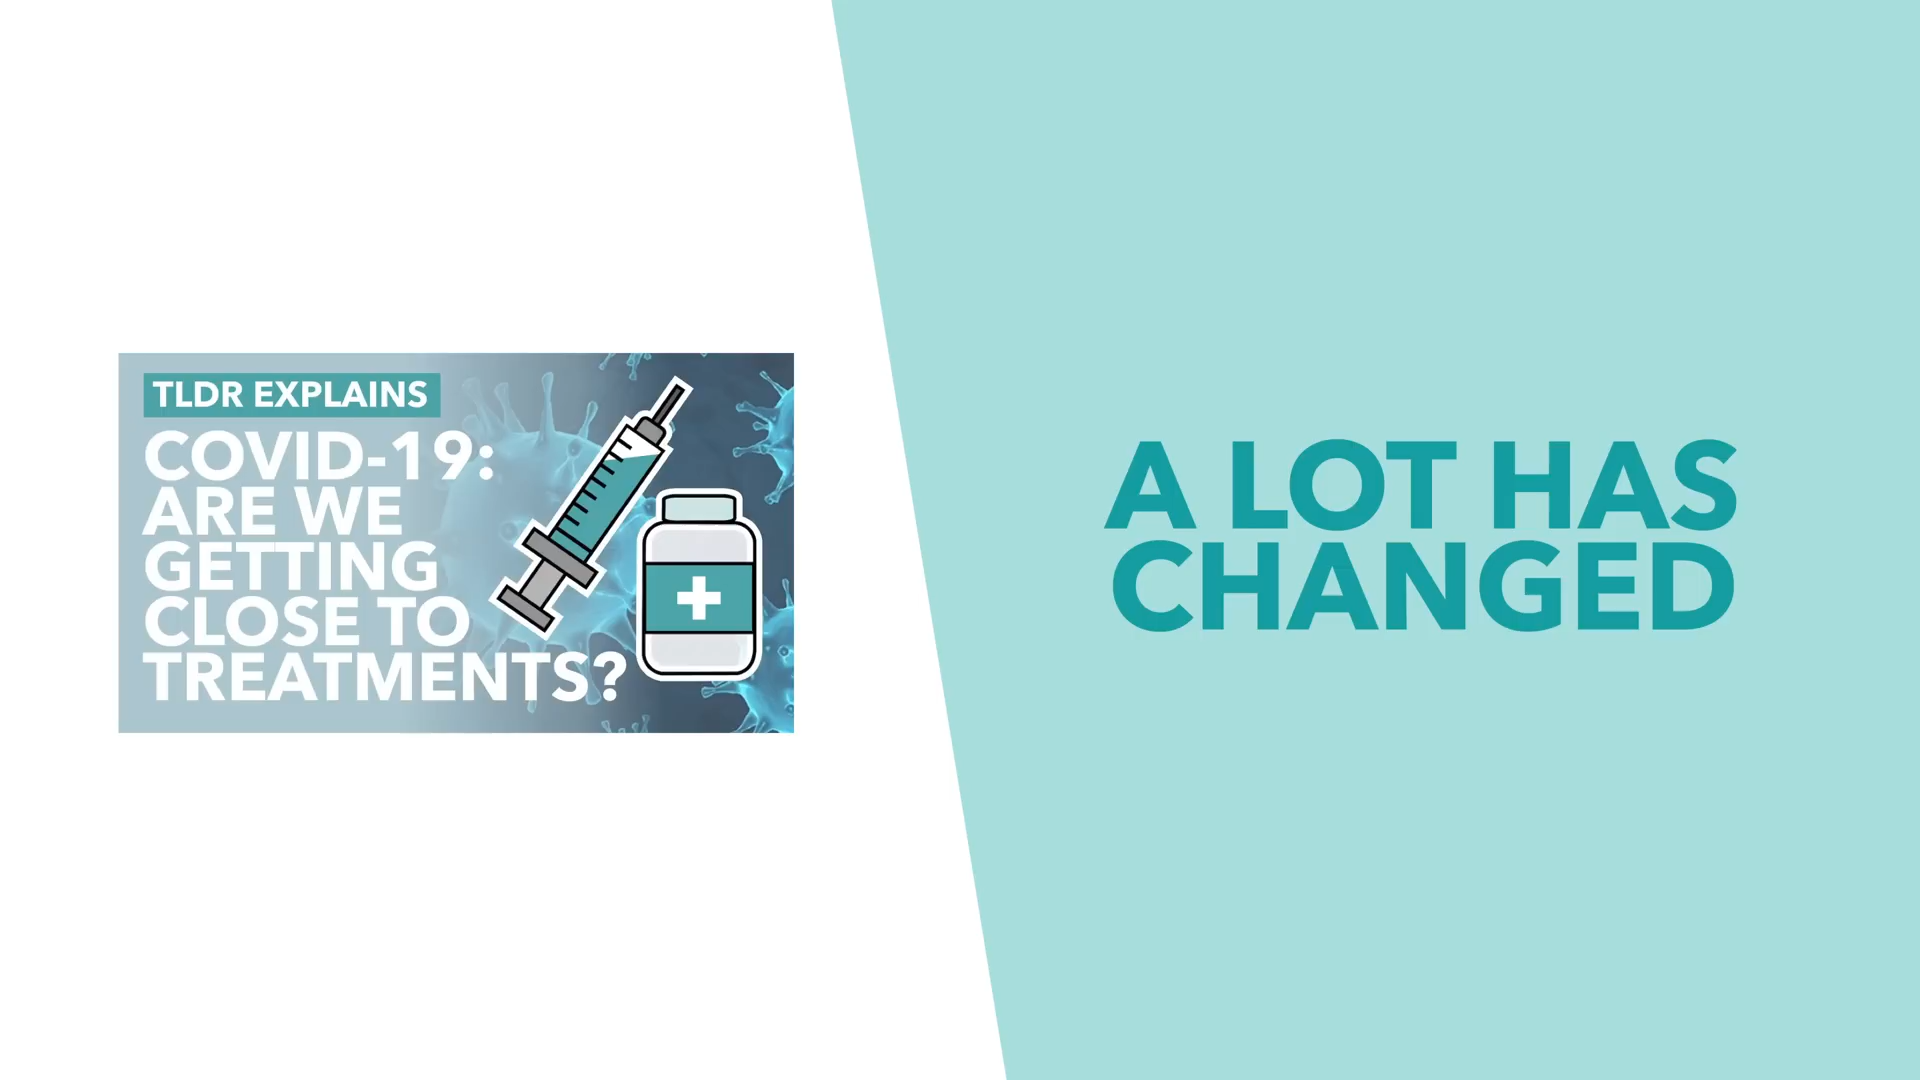 TLDR EXPLAINS
COVID-19:
ARE WE
GETTING
CLOSE TO
TREATMENTS?
A LOT HAS
CHANGED